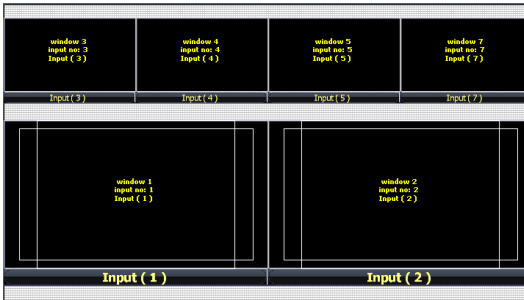 window 3
input no: 3
Input ( 3 )
window 4
input no: 4
Input ( 4 )
window 5
input no: 5
Input ( 5 )
window 7
input no: 7
Input ( 7 )
Input ( 3 )
Input ( 4 )
Input ( 5 )
Input ( 7 )
window 1
input no: 1
Input ( 1 )
window 2
input no: 2
Input ( 2 )
Input ( 1 )
Input ( 2 )